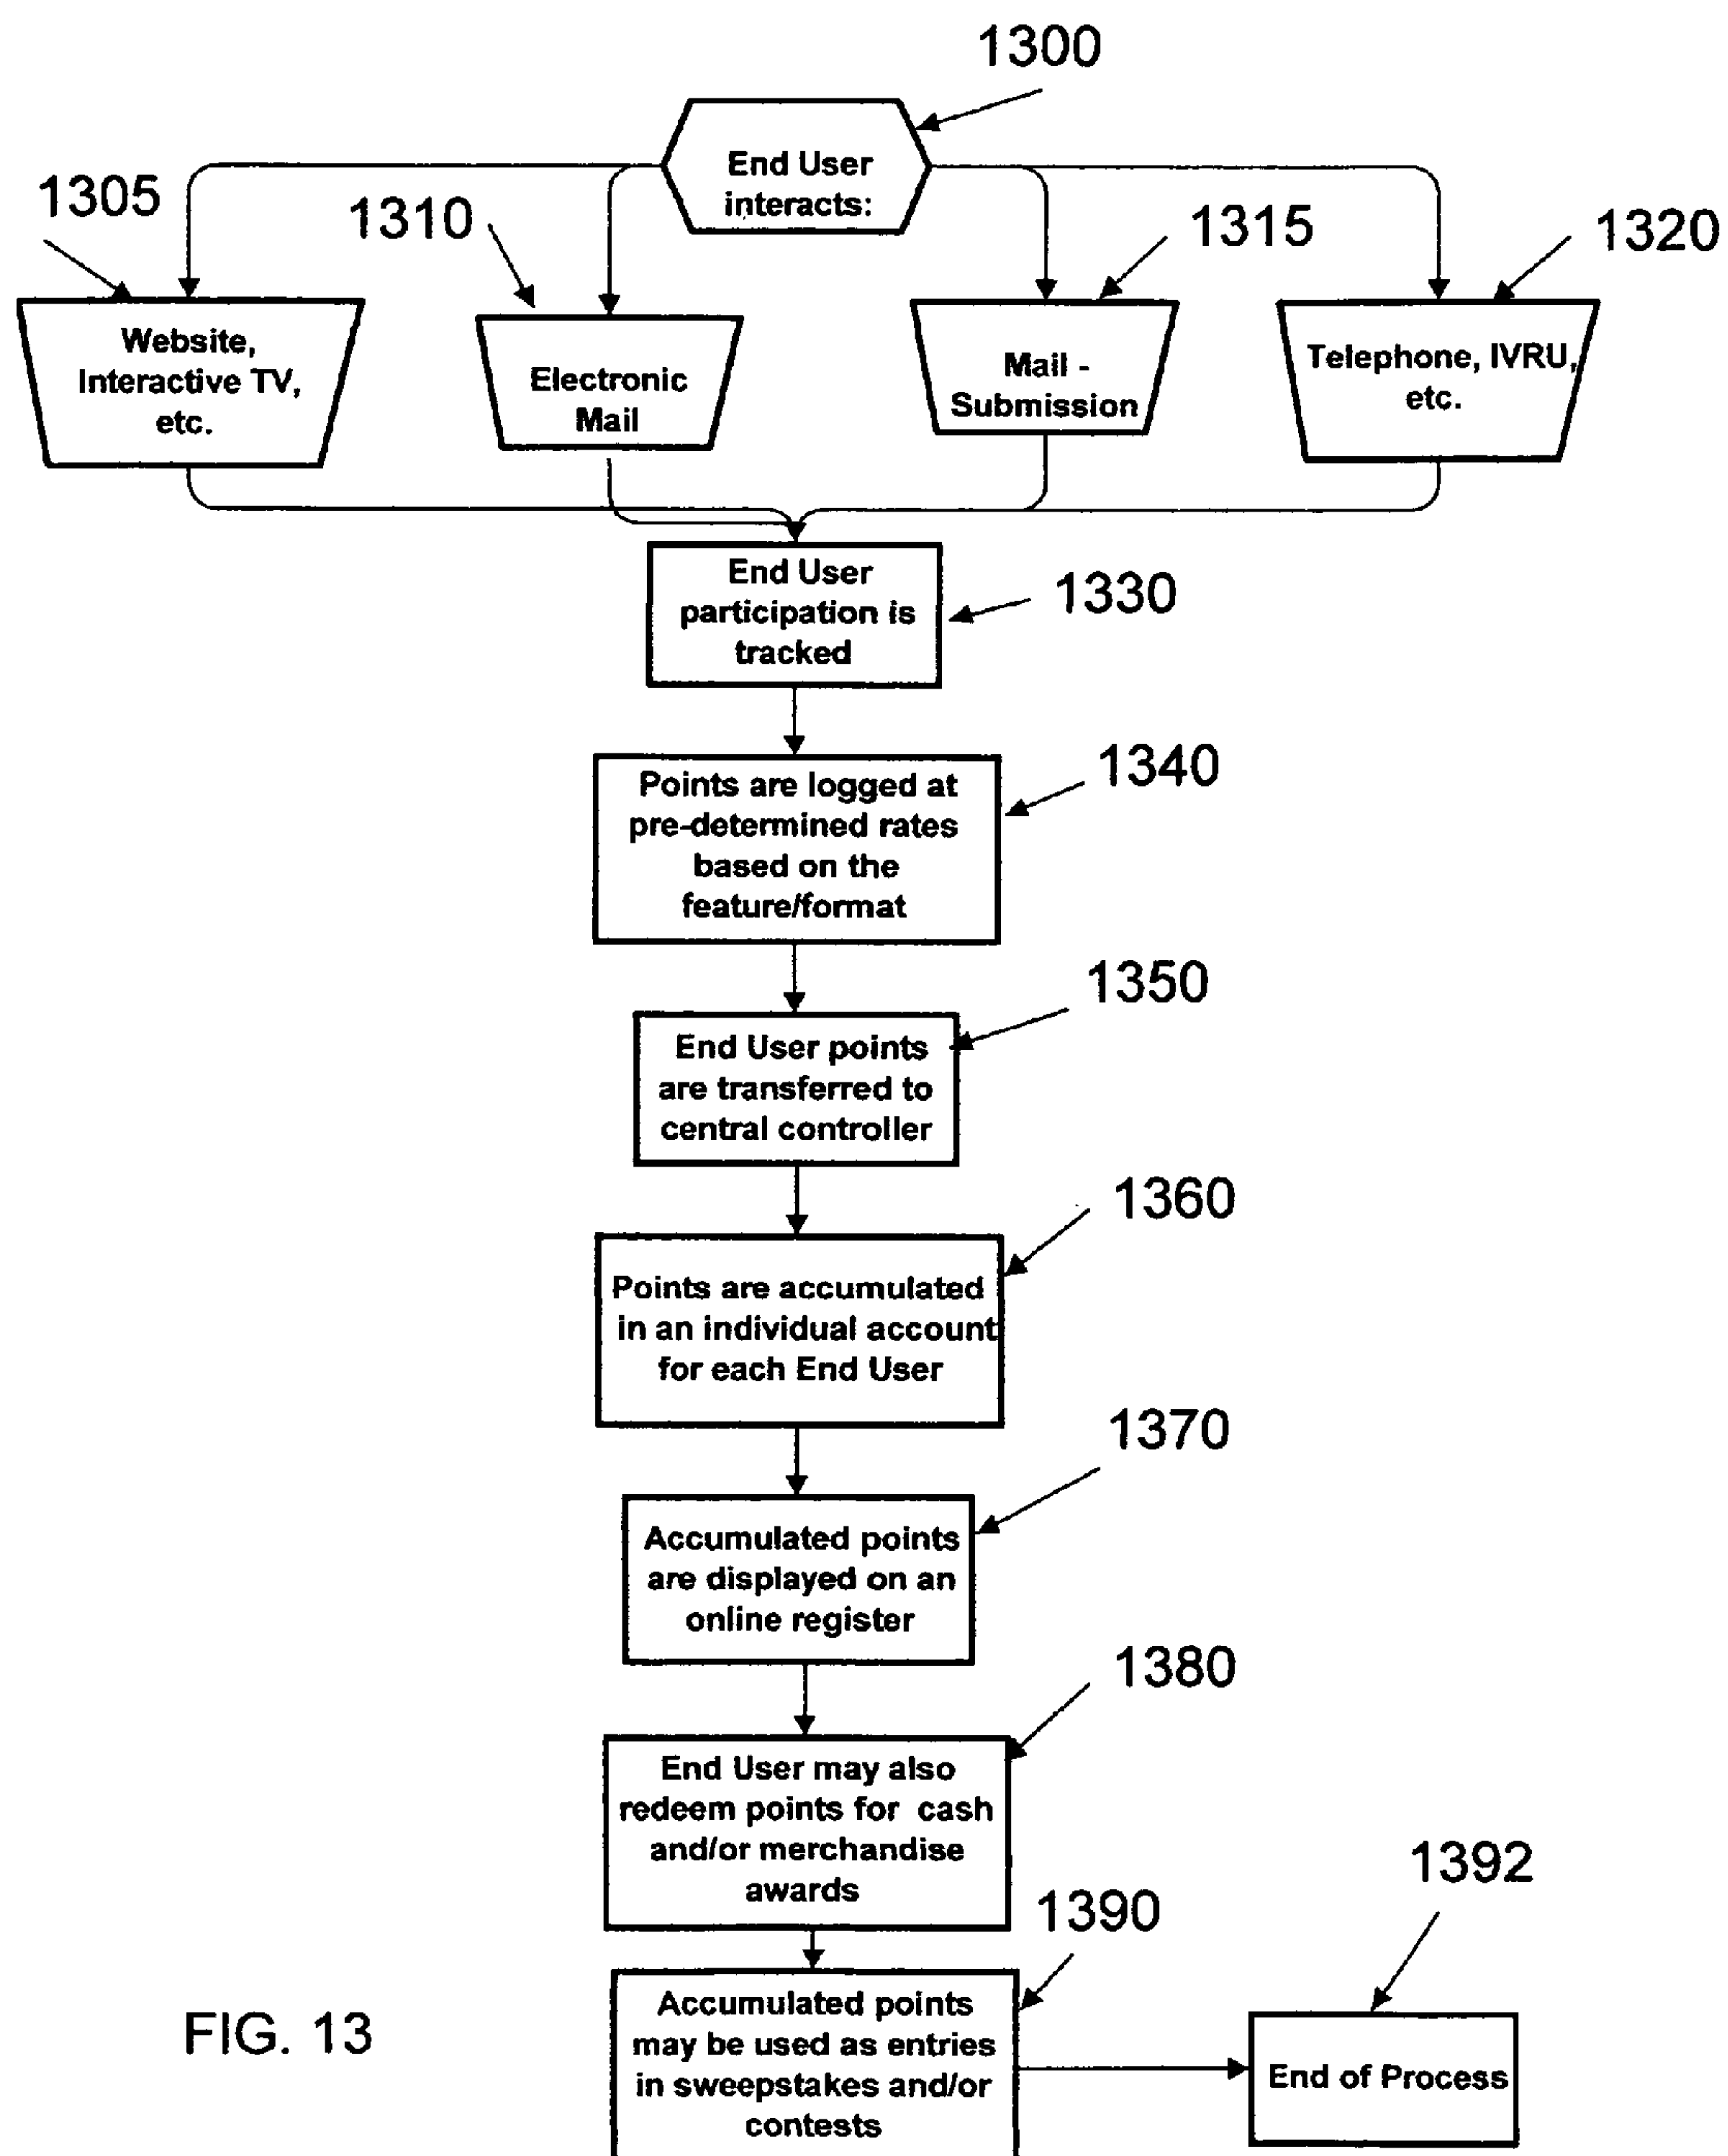 1300
End User
interacts:
1305
1310
1315
1320
Website,
Interactive TV,
etc.
Electronic
Mail
Mail -
Submission
Telephone, IVRU,
etc.
End User
participation is
tracked
1330
1340
Points are logged at
pre-determined rates
based on the
feature/format
1350
End User points
are transferred to
central controller
1360
Points are accumulated
in an individual account
for each End User
1370
Accumulated points
are displayed on an
online register
1380
End User may also
redeem points for cash
and/or merchandise
awards
1390
1392
Accumulated points
may be used as entries
in sweepstakes and/or
contests
End of Process
FIG. 13